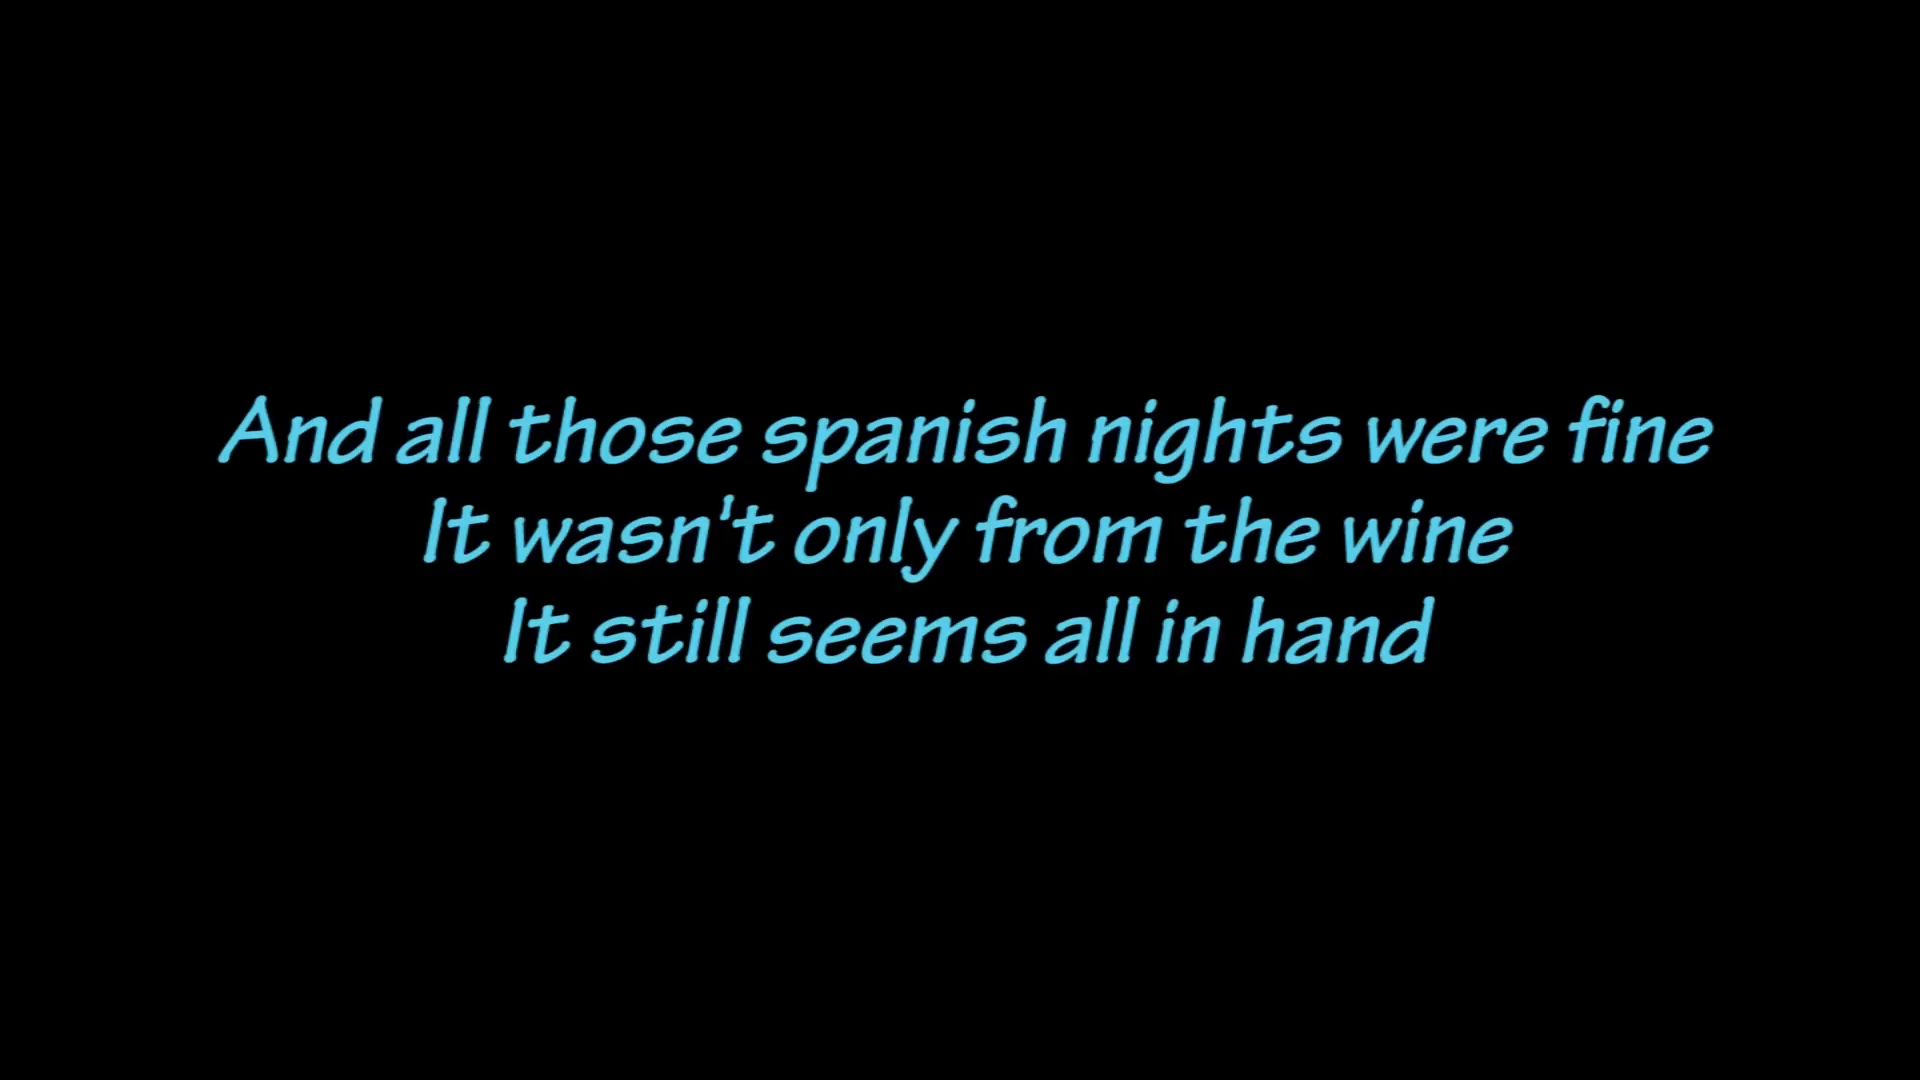 And all those spanish nights were fine
It wasn't only from the wine
It still seems all in hand